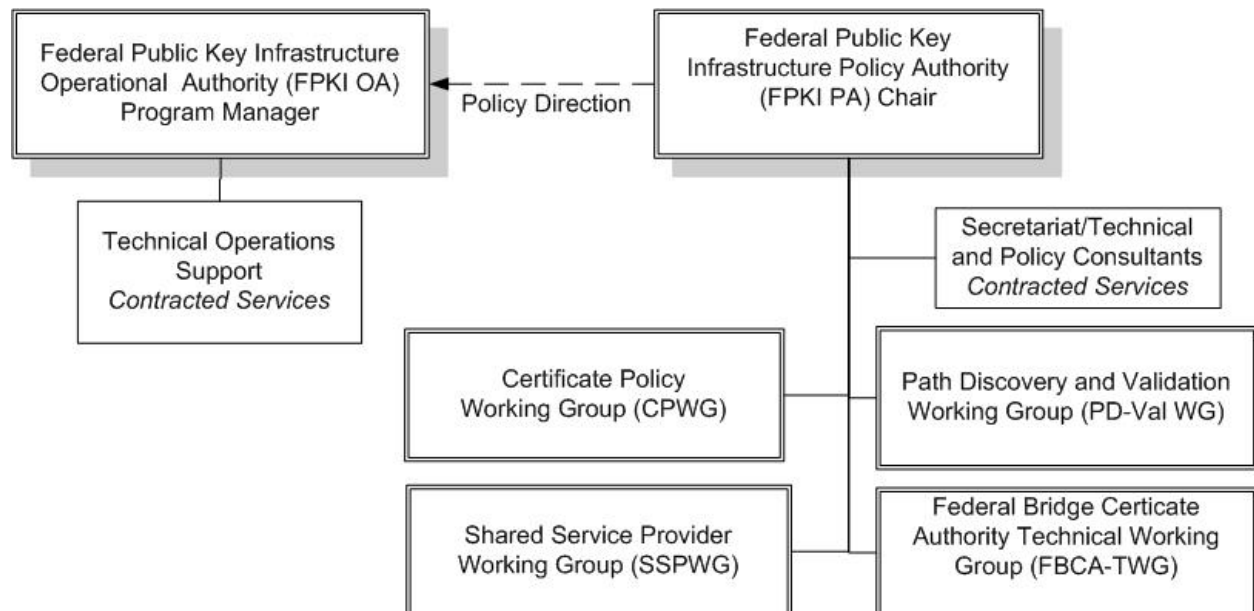 Federal Public Key Infrastructure
Operational Authority (FPKI OA)
Program Manager
Policy Direction
Federal Public Key
Infrastructure Policy Authority
(FPKI PA) Chair
Technical Operations
Support
Contracted Services
Secretariat/Technical
and Policy Consultants
Contracted Services
Certificate Policy
Working Group (CPWG)
Path Discovery and Validation
Working Group (PD-Val WG)
Shared Service Provider
Working Group (SSPWG)
Federal Bridge Certicate
Authority Technical Working
Group (FBCA-TWG)